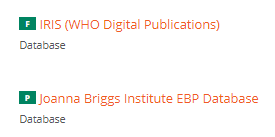 F IRIS (WHO Digital Publications)
Database
P Joanna Briggs Institute EBP Database
Database